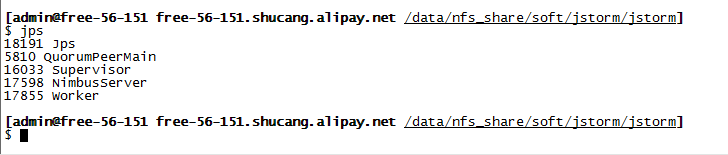 [admin@free-56-151 free-56-151.shucang.alipay.net /data/nfs_share/soft/jstorm/jstorm]
$ jps
18191 Jps
5810 QuorumPeerMain
16033 Supervisor
17598 NimbusServer
17855 Worker
[admin@free-56-151 free-56-151.shucang.alipay.net /data/nfs_share/soft/jstorm/jstorm]
$